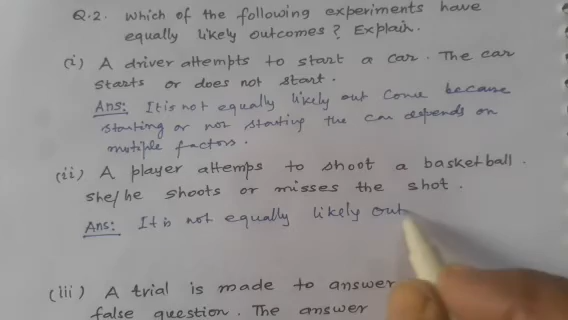 Q.2. Which of the following experiments have
equally likely outcomes? Explain.
(i) A driver attempts to start a car. The car
starts or does not start.
Ans: It is not equally likely out come because
starting or not starting the car depends on
multiple factors.
(ii) A player attemps to shoot a basketball.
she/he shoots or misses the shot.
Ans: It is not equally likely out
(iii) A trial is made to answer
false question. The answer